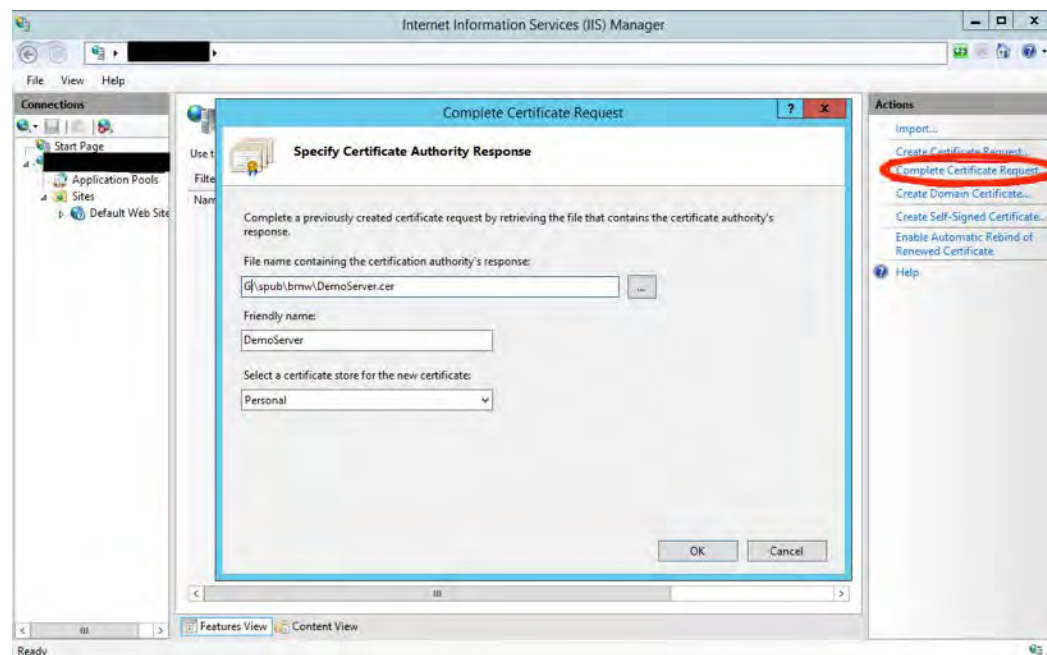 Internet Information Services (IIS) Manager
File View Help
Connections
Start Page
Application Pools
Sites
Default Web Site
Use t
Filte
Nam
Complete Certificate Request
Specify Certificate Authority Response
Complete a previously created certificate request by retrieving the file that contains the certificate authority's
response.
File name containing the certification authority's response:
G\spub\brnw\DemoServer.cer
...
Friendly name:
DemoServer
Select a certificate store for the new certificate:
Personal
OK Cancel
Features View Content View
Actions
Import...
Create Certificate Request...
Complete Certificate Request...
Create Domain Certificate...
Create Self-Signed Certificate...
Enable Automatic Rebind of
Renewed Certificate
Help
Ready